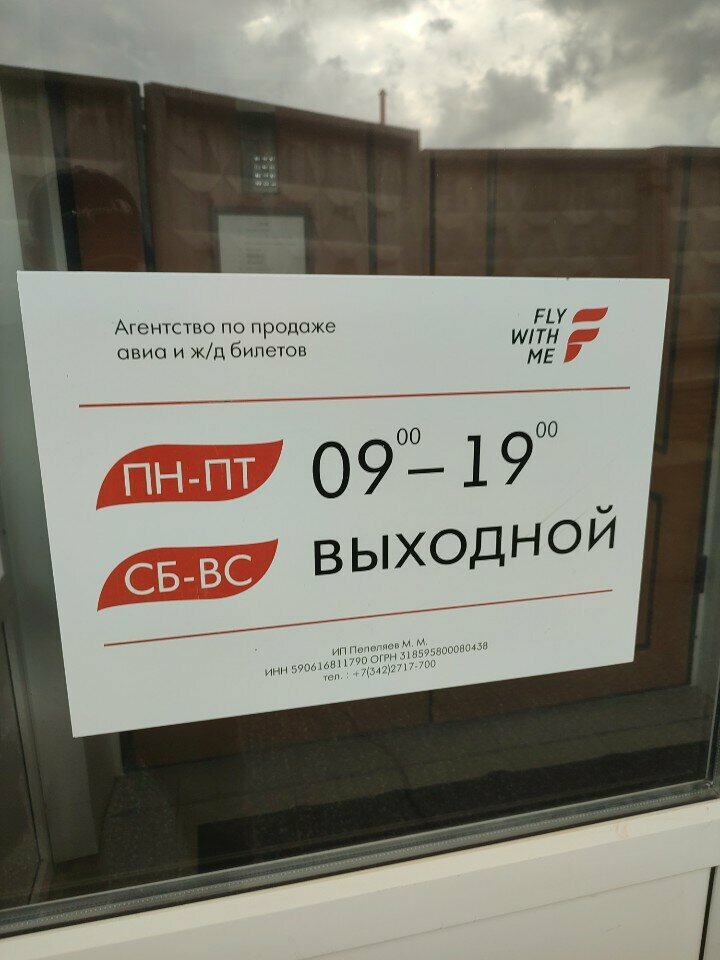 Агентство по продаже
авиа и ж/д билетов
FLY
WITH
ME
ПН-ПТ 09⁰⁰ – 19⁰⁰
СБ-ВС ВЫХОДНОЙ
ИП Пепеляев М. М.
ИНН 590616811790 ОГРН 318595800080438
тел. : +7(342)2717-700